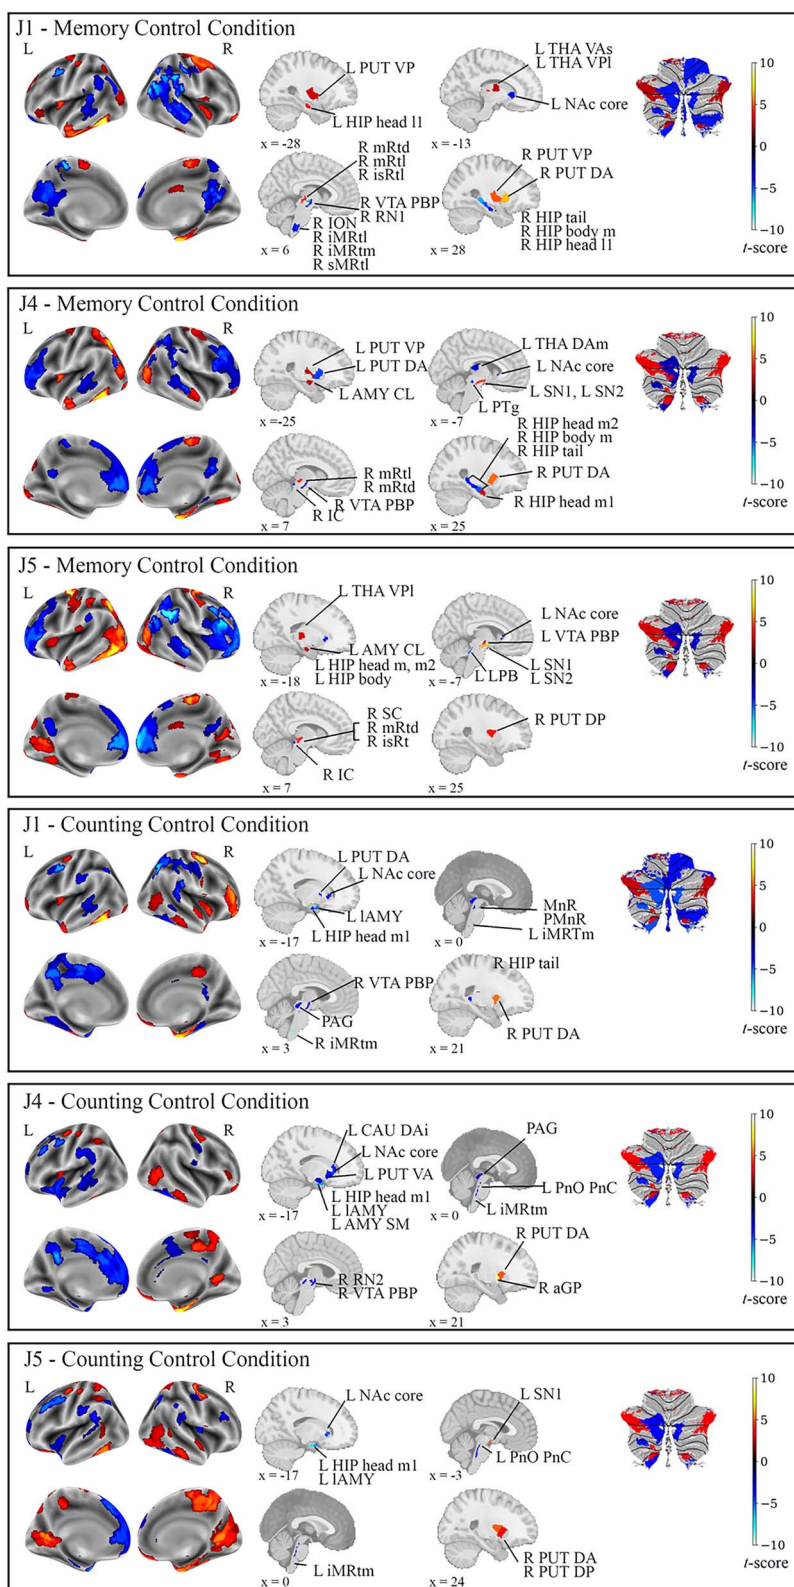 J1 - Memory Control Condition
L R
L PUT VP
L HIP head l1
x = -28
L THA VAs
L THA VPl
L NAc core
x = -13
R mRtd
R mRtl
R isRtl
R VTA PBP
R RN1
R ION
R iMRtl
R iMRtm
R sMRtl
x = 6
R PUT VP
R PUT DA
R HIP tail
R HIP body m
R HIP head l1
x = 28
10
5
0
−5
−10
t-score
J4 - Memory Control Condition
L R
L PUT VP
L PUT DA
L AMY CL
x =-25
L THA DAm
L NAc core
L SN1, L SN2
L PTg
x = -7
R mRtl
R mRtd
R VTA PBP
R IC
x = 7
R HIP head m2
R HIP body m
R HIP tail
R PUT DA
R HIP head m1
x = 25
10
5
0
−5
−10
t-score
J5 - Memory Control Condition
L R
L THA VPl
L AMY CL
L HIP head m, m2
L HIP body
x = -18
L NAc core
L VTA PBP
L SN1
L SN2
L LPB
x = -7
R SC
R mRtd
R isRt
R IC
x = 7
R PUT DP
x = 25
10
5
0
−5
−10
t-score
J1 - Counting Control Condition
L R
L PUT DA
L NAc core
L lAMY
L HIP head m1
x = -17
MnR
PMnR
L iMRTm
x = 0
R VTA PBP
PAG
R iMRtm
x = 3
R HIP tail
R PUT DA
x = 21
10
5
0
−5
−10
t-score
J4 - Counting Control Condition
L R
L CAU DAi
L NAc core
L PUT VA
L HIP head m1
L lAMY
L AMY SM
x = -17
PAG
L PnO PnC
L iMRtm
x = 0
R RN2
R VTA PBP
x = 3
R PUT DA
R aGP
x = 21
10
5
0
−5
−10
t-score
J5 - Counting Control Condition
L R
L NAc core
L HIP head m1
L lAMY
x = -17
L SN1
L PnO PnC
x = -3
L iMRtm
x = 0
R PUT DA
R PUT DP
x = 24
10
5
0
−5
−10
t-score